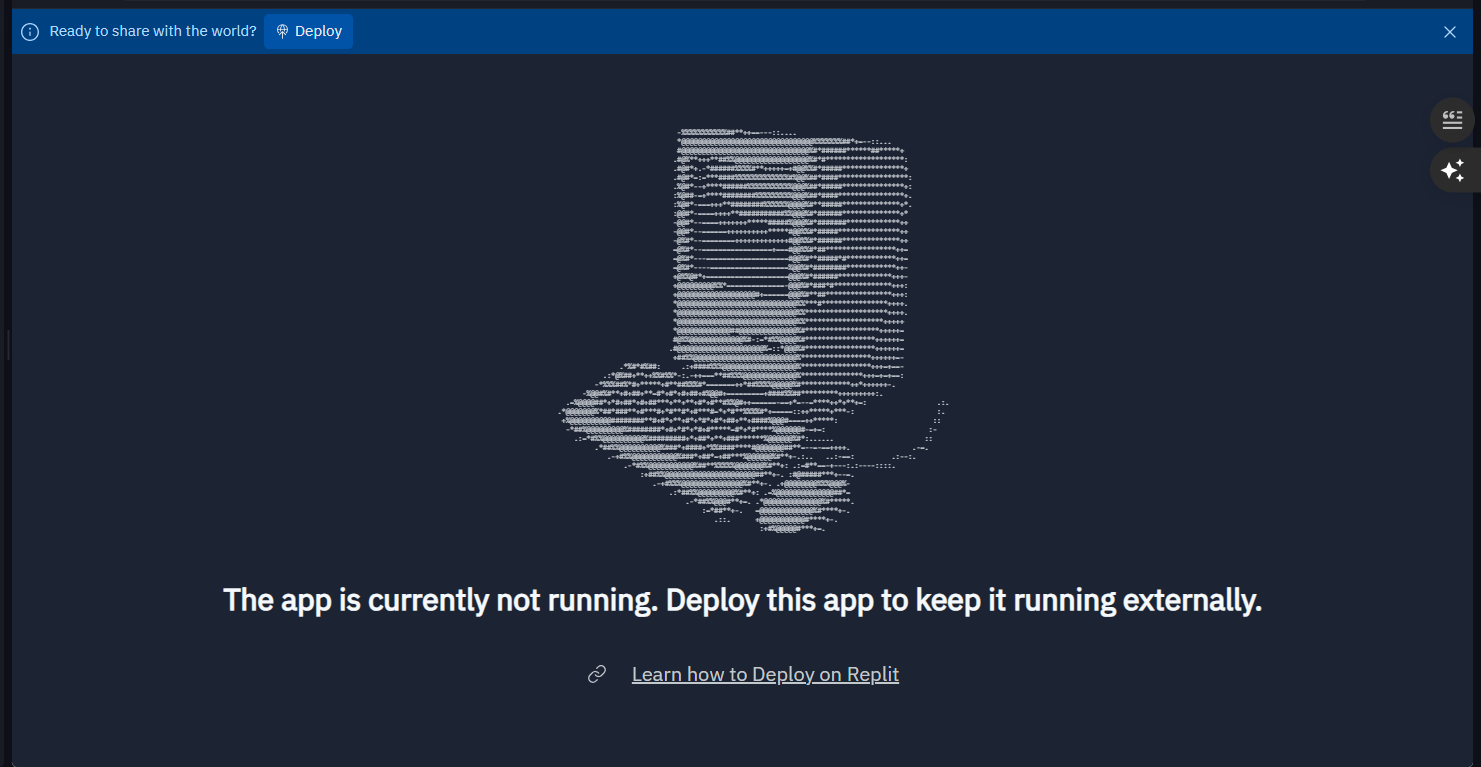 Ready to share with the world?
Deploy
The app is currently not running. Deploy this app to keep it running externally.
Learn how to Deploy on Replit